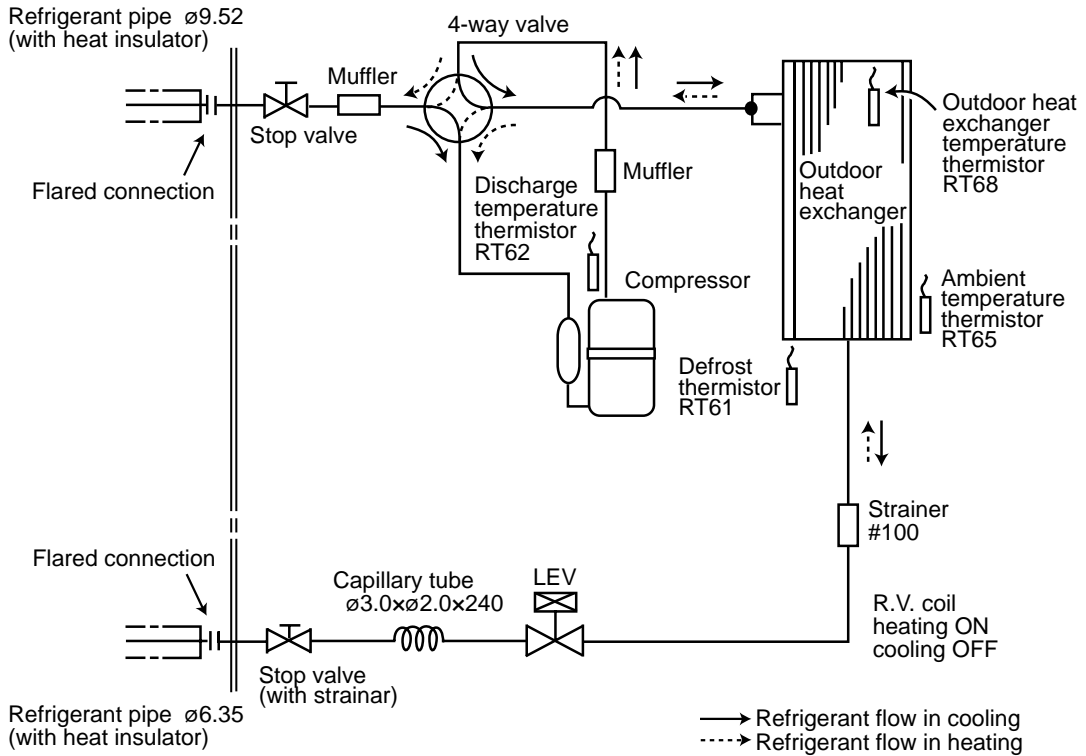 Refrigerant pipe ø9.52
(with heat insulator)
4-way valve
Muffler
Stop valve
Flared connection
Outdoor heat
exchanger
temperature
thermistor
RT68
Muffler
Discharge
temperature
thermistor
RT62
Outdoor
heat
exchanger
Compressor
Ambient
temperature
thermistor
RT65
Defrost
thermistor
RT61
Strainer
#100
Flared connection
Capillary tube
ø3.0×ø2.0×240
LEV
R.V. coil
heating ON
cooling OFF
Stop valve
(with strainar)
Refrigerant pipe ø6.35
(with heat insulator)
Refrigerant flow in cooling
Refrigerant flow in heating